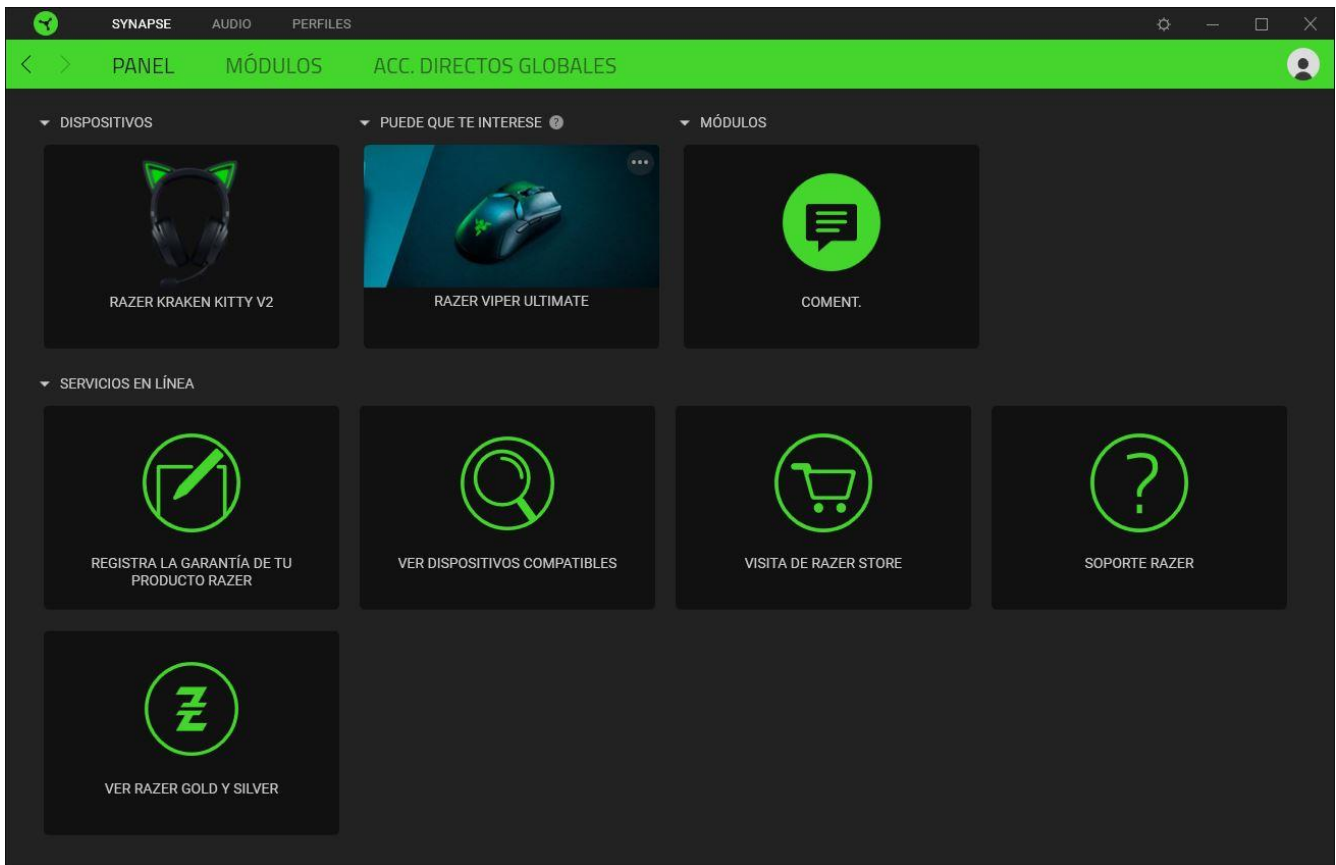 SYNAPSE AUDIO PERFILES
PANEL MÓDULOS ACC. DIRECTOS GLOBALES
DISPOSITIVOS
RAZER KRAKEN KITTY V2
PUEDE QUE TE INTERESE ?
RAZER VIPER ULTIMATE
MÓDULOS
COMENT.
SERVICIOS EN LÍNEA
REGISTRA LA GARANTÍA DE TU
PRODUCTO RAZER
VER DISPOSITIVOS COMPATIBLES
VISITA DE RAZER STORE
?
SOPORTE RAZER
VER RAZER GOLD Y SILVER